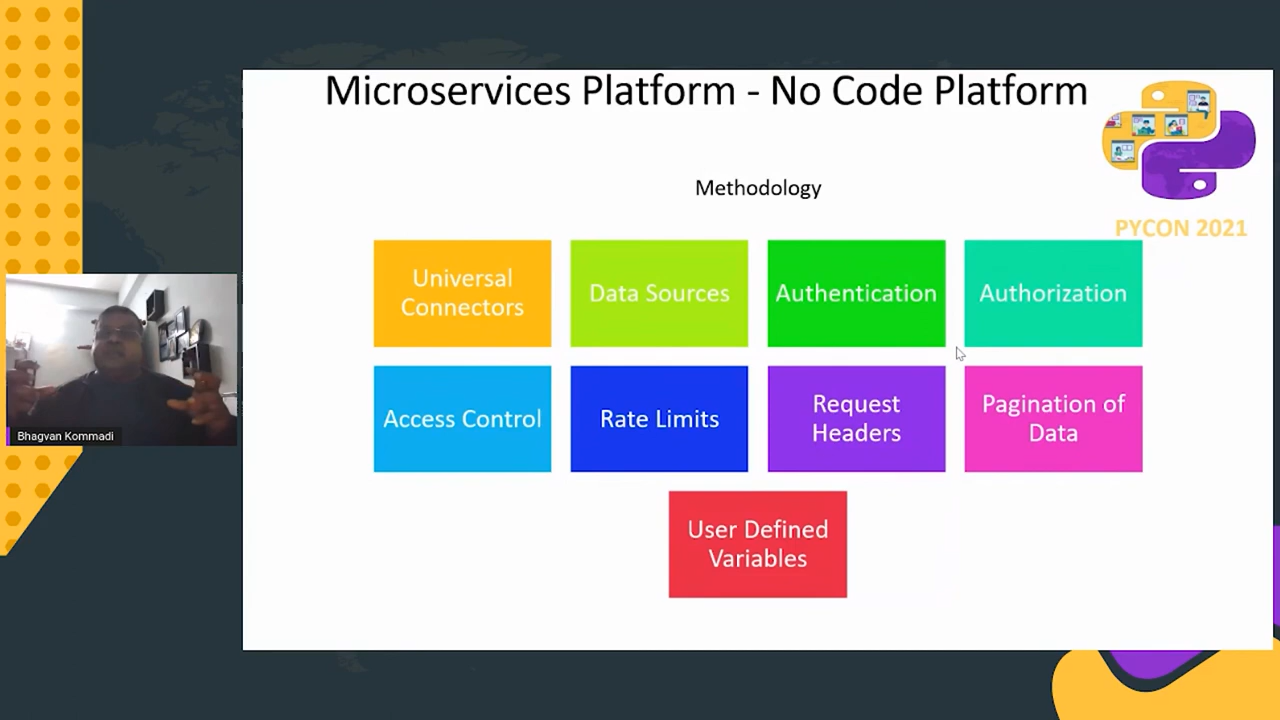 Microservices Platform - No Code Platform
PYCON 2021
Methodology
Universal
Connectors
Data Sources
Authentication
Authorization
Access Control
Rate Limits
Request
Headers
Pagination of
Data
User Defined
Variables
Bhagvan Kommadi